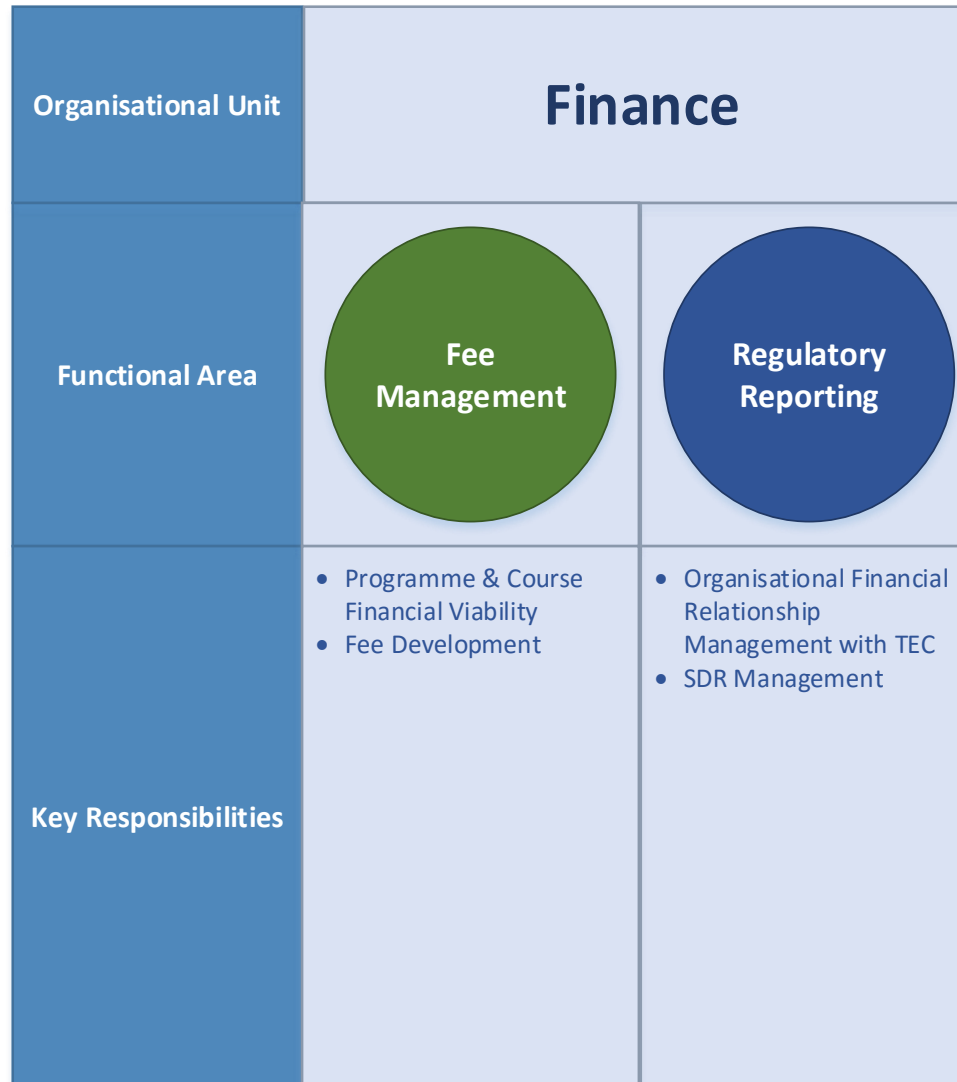 Organisational Unit
Finance
Functional Area
Fee
Management
Regulatory
Reporting
Key Responsibilities
• Programme & Course
Financial Viability
• Fee Development
• Organisational Financial
Relationship
Management with TEC
• SDR Management